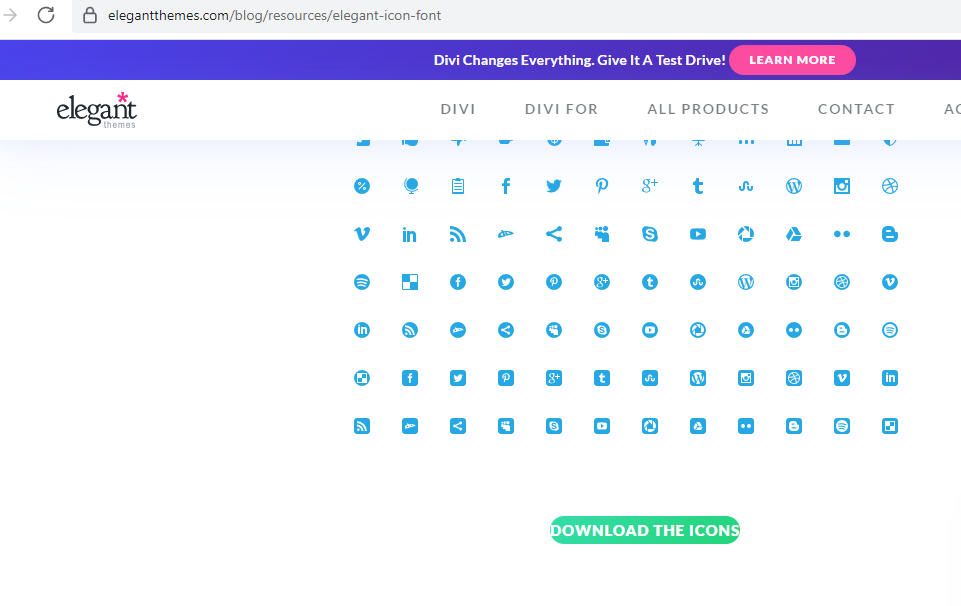 elegantthemes.com/blog/resources/elegant-icon-font
Divi Changes Everything. Give It A Test Drive! LEARN MORE
elegant themes DIVI DIVI FOR ALL PRODUCTS CONTACT AC
DOWNLOAD THE ICONS